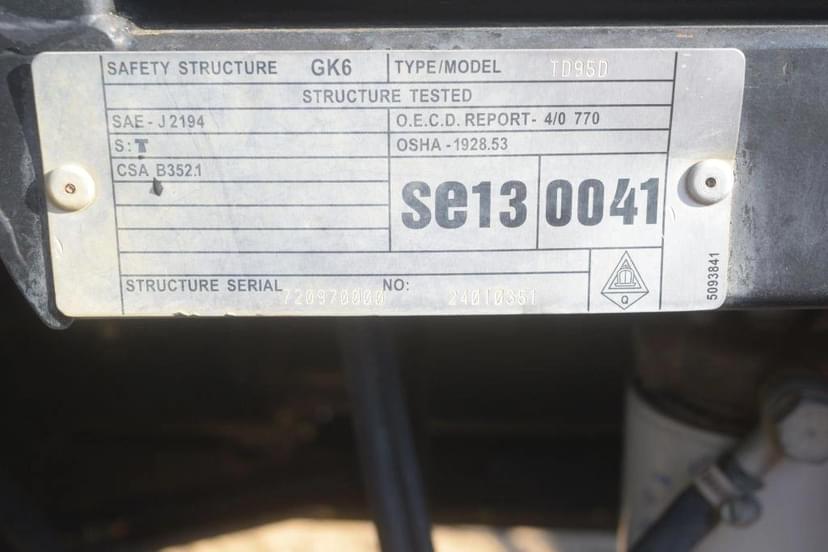 SAFETY STRUCTURE GK6 TYPE/MODEL TD95D
STRUCTURE TESTED
SAE - J2194 O.E.C.D. REPORT- 4/0 770
S:T OSHA -1928.53
CSA B352.1
se13 0041
STRUCTURE SERIAL 720970000 NO: 24010351
Q
5093841